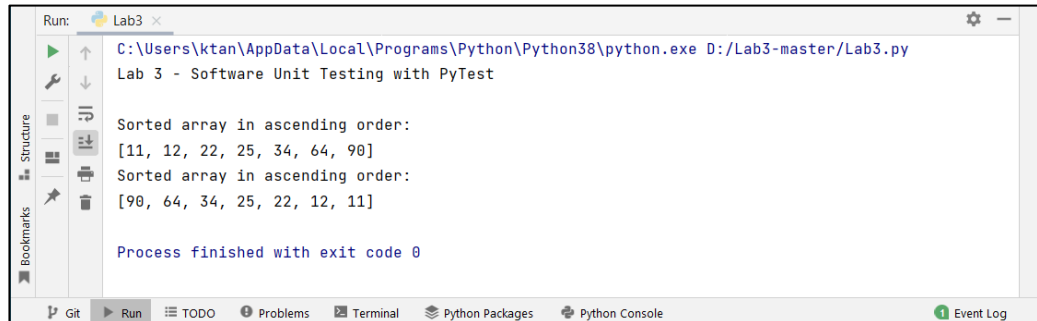 Run: Lab3
C:\Users\ktan\AppData\Local\Programs\Python\Python38\python.exe D:/Lab3-master/Lab3.py
Lab 3 - Software Unit Testing with PyTest
Sorted array in ascending order:
[11, 12, 22, 25, 34, 64, 90]
Sorted array in ascending order:
[90, 64, 34, 25, 22, 12, 11]
Process finished with exit code 0
Structure
Bookmarks
Git Run TODO Problems Terminal Python Packages Python Console 1 Event Log